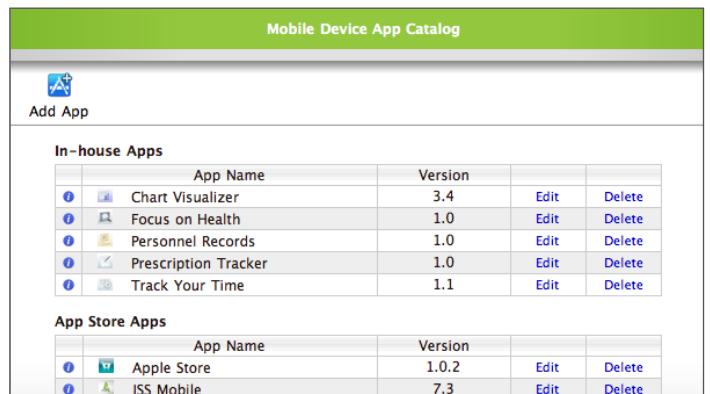 Mobile Device App Catalog
Add App
In-house Apps
App Name Version
Chart Visualizer 3.4 Edit Delete
Focus on Health 1.0 Edit Delete
Personnel Records 1.0 Edit Delete
Prescription Tracker 1.0 Edit Delete
Track Your Time 1.1 Edit Delete
App Store Apps
App Name Version
Apple Store 1.0.2 Edit Delete
ISS Mobile 7.3 Edit Delete